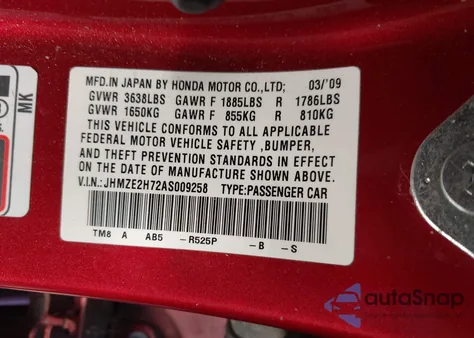 MFD.IN JAPAN BY HONDA MOTOR CO.,LTD; 03/'09
GVWR 3638LBS GAWR F 1885LBS R 1786LBS
GVWR 1650KG GAWR F 855KG R 810KG
THIS VEHICLE CONFORMS TO ALL APPLICABLE
FEDERAL MOTOR VEHICLE SAFETY ,BUMPER,
AND THEFT PREVENTION STANDARDS IN EFFECT
ON THE DATE OF MANUFACTURE SHOWN ABOVE.
V.I.N.: JHMZE2H72AS009258 TYPE:PASSENGER CAR
TM8 A AB5 -R525P -B -S
MK
autoSnap